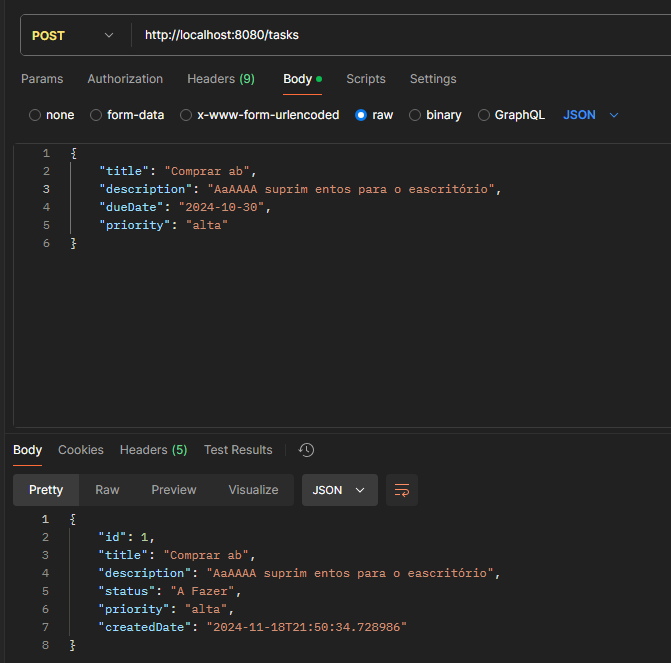 POST http://localhost:8080/tasks
Params Authorization Headers (9) Body Scripts Settings
none form-data x-www-form-urlencoded raw binary GraphQL JSON
1 {
2 "title": "Comprar ab",
3 "description": "AaAAAA suprim entos para o eascritório",
4 "dueDate": "2024-10-30",
5 "priority": "alta"
6 }
Body Cookies Headers (5) Test Results
Pretty Raw Preview Visualize JSON
1 {
2 "id": 1,
3 "title": "Comprar ab",
4 "description": "AaAAAA suprim entos para o eascritório",
5 "status": "A Fazer",
6 "priority": "alta",
7 "createdDate": "2024-11-18T21:50:34.728986"
8 }